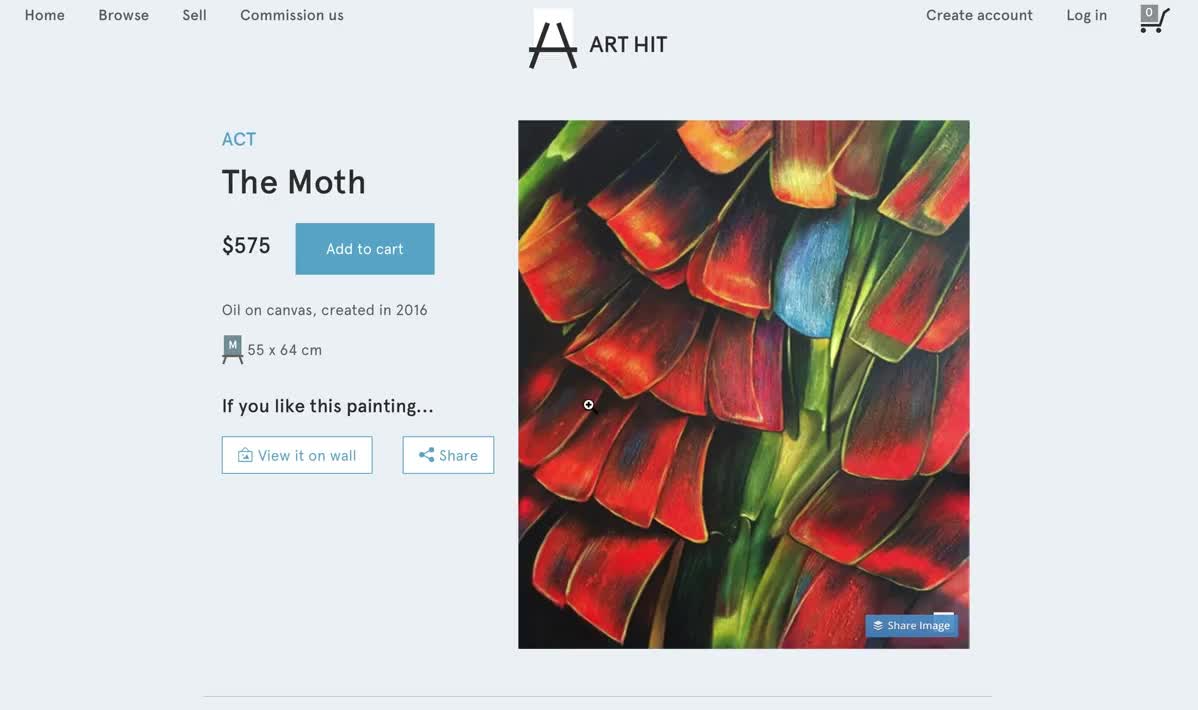 Home Browse Sell Commission us
ART HIT
Create account Log in 0
ACT
The Moth
$575 Add to cart
Oil on canvas, created in 2016
M 55 x 64 cm
If you like this painting...
View it on wall Share
Share Image